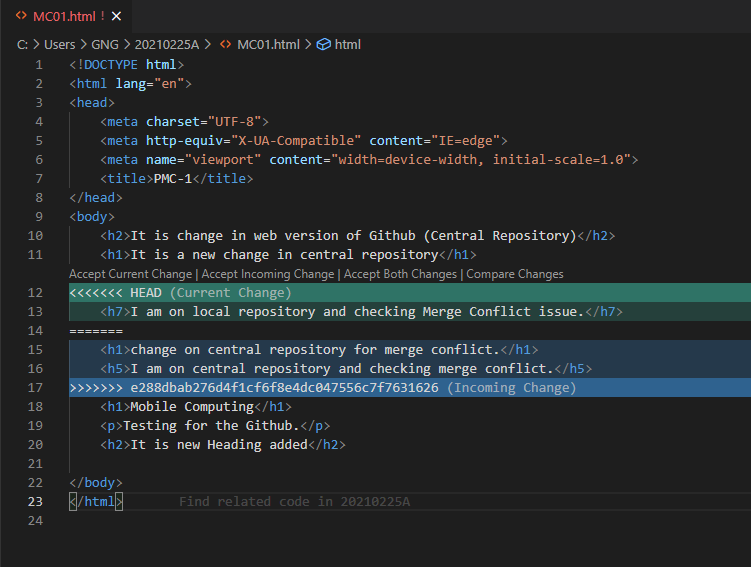 <> MC01.html ! ×
C: > Users > GNG > 20210225A > <> MC01.html > html
1 <!DOCTYPE html>
2 <html lang="en">
3 <head>
4     <meta charset="UTF-8">
5     <meta http-equiv="X-UA-Compatible" content="IE=edge">
6     <meta name="viewport" content="width=device-width, initial-scale=1.0">
7     <title>PMC-1</title>
8 </head>
9 <body>
10     <h2>It is change in web version of Github (Central Repository)</h2>
11     <h1>It is a new change in central repository</h1>
Accept Current Change | Accept Incoming Change | Accept Both Changes | Compare Changes
12 <<<<<<< HEAD (Current Change)
13     <h7>I am on local repository and checking Merge Conflict issue.</h7>
14 =======
15     <h1>change on central repository for merge conflict.</h1>
16     <h5>I am on central repository and checking merge conflict.</h5>
17 >>>>>>> e288dbab276d4f1cf6f8e4dc047556c7f7631626 (Incoming Change)
18     <h1>Mobile Computing</h1>
19     <p>Testing for the Github.</p>
20     <h2>It is new Heading added</h2>
21
22 </body>
23 </html> Find related code in 20210225A
24